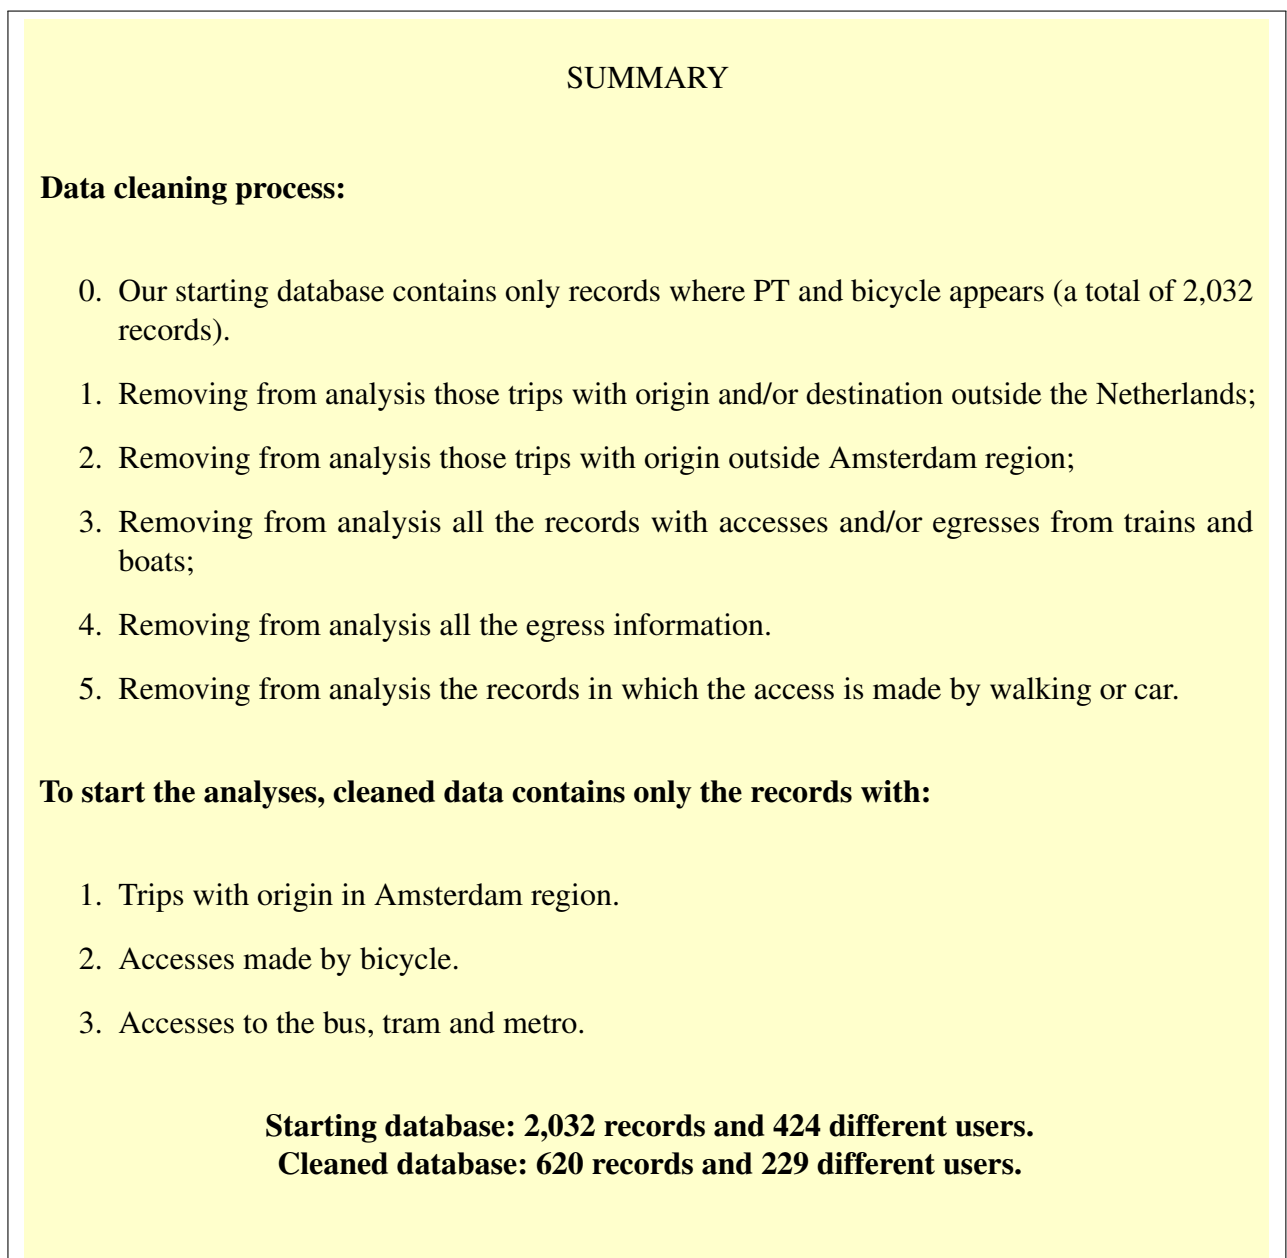 SUMMARY
Data cleaning process:
0. Our starting database contains only records where PT and bicycle appears (a total of 2,032
records).
1. Removing from analysis those trips with origin and/or destination outside the Netherlands;
2. Removing from analysis those trips with origin outside Amsterdam region;
3. Removing from analysis all the records with accesses and/or egresses from trains and
boats;
4. Removing from analysis all the egress information.
5. Removing from analysis the records in which the access is made by walking or car.
To start the analyses, cleaned data contains only the records with:
1. Trips with origin in Amsterdam region.
2. Accesses made by bicycle.
3. Accesses to the bus, tram and metro.
Starting database: 2,032 records and 424 different users.
Cleaned database: 620 records and 229 different users.